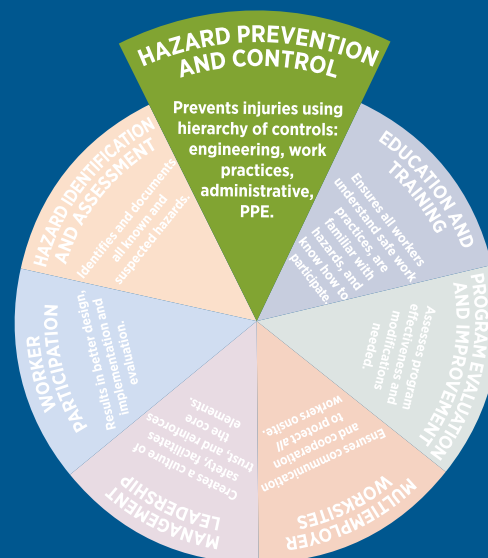 HAZARD PREVENTION
AND CONTROL
Prevents injuries using
hierarchy of controls:
engineering, work
practices,
administrative,
PPE.
EDUCATION AND
TRAINING
Ensures all workers
understand safe work
practices, are
familiar with
hazards, and
know how to
participate.
PROGRAM EVALUATION
AND IMPROVEMENT
Assesses program
effectiveness and
modifications
needed.
MULTIEMPLOYER
WORKSITES
Ensures communication
and cooperation
to protect all
workers onsite.
MANAGEMENT
LEADERSHIP
Creates a culture of
safety, facilitates
trust, and reinforces
the core
elements.
WORKER
PARTICIPATION
Results in better design,
implementation and
evaluation.
HAZARD IDENTIFICATION
AND ASSESSMENT
Identifies and documents
all known and
suspected hazards.